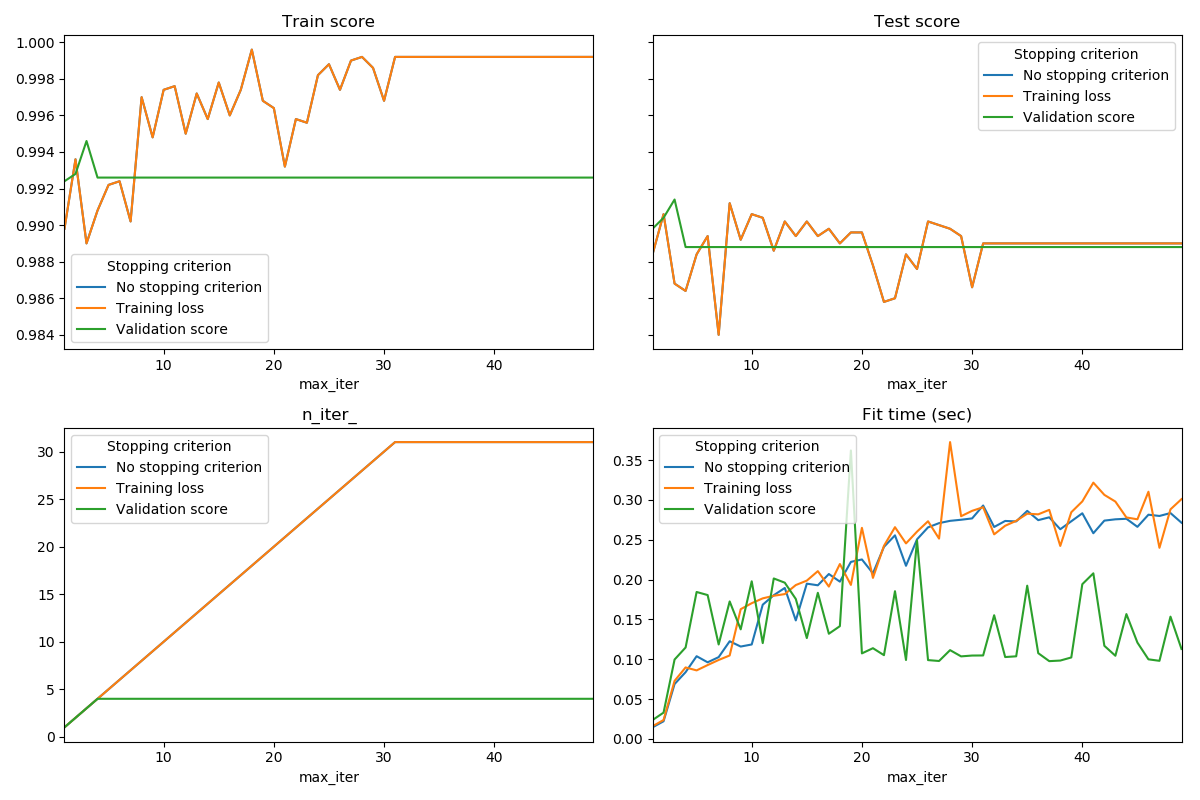 Train score
1.000
0.998
0.996
0.994
0.992
0.990
0.988
0.986
0.984
Stopping criterion
No stopping criterion
Training loss
Validation score
10
20
30
40
max_iter
Test score
Stopping criterion
No stopping criterion
Training loss
Validation score
10
20
30
40
max_iter
n_iter_
30
25
20
15
10
5
0
Stopping criterion
No stopping criterion
Training loss
Validation score
10
20
30
40
max_iter
Fit time (sec)
0.35
0.30
0.25
0.20
0.15
0.10
0.05
0.00
Stopping criterion
No stopping criterion
Training loss
Validation score
10
20
30
40
max_iter